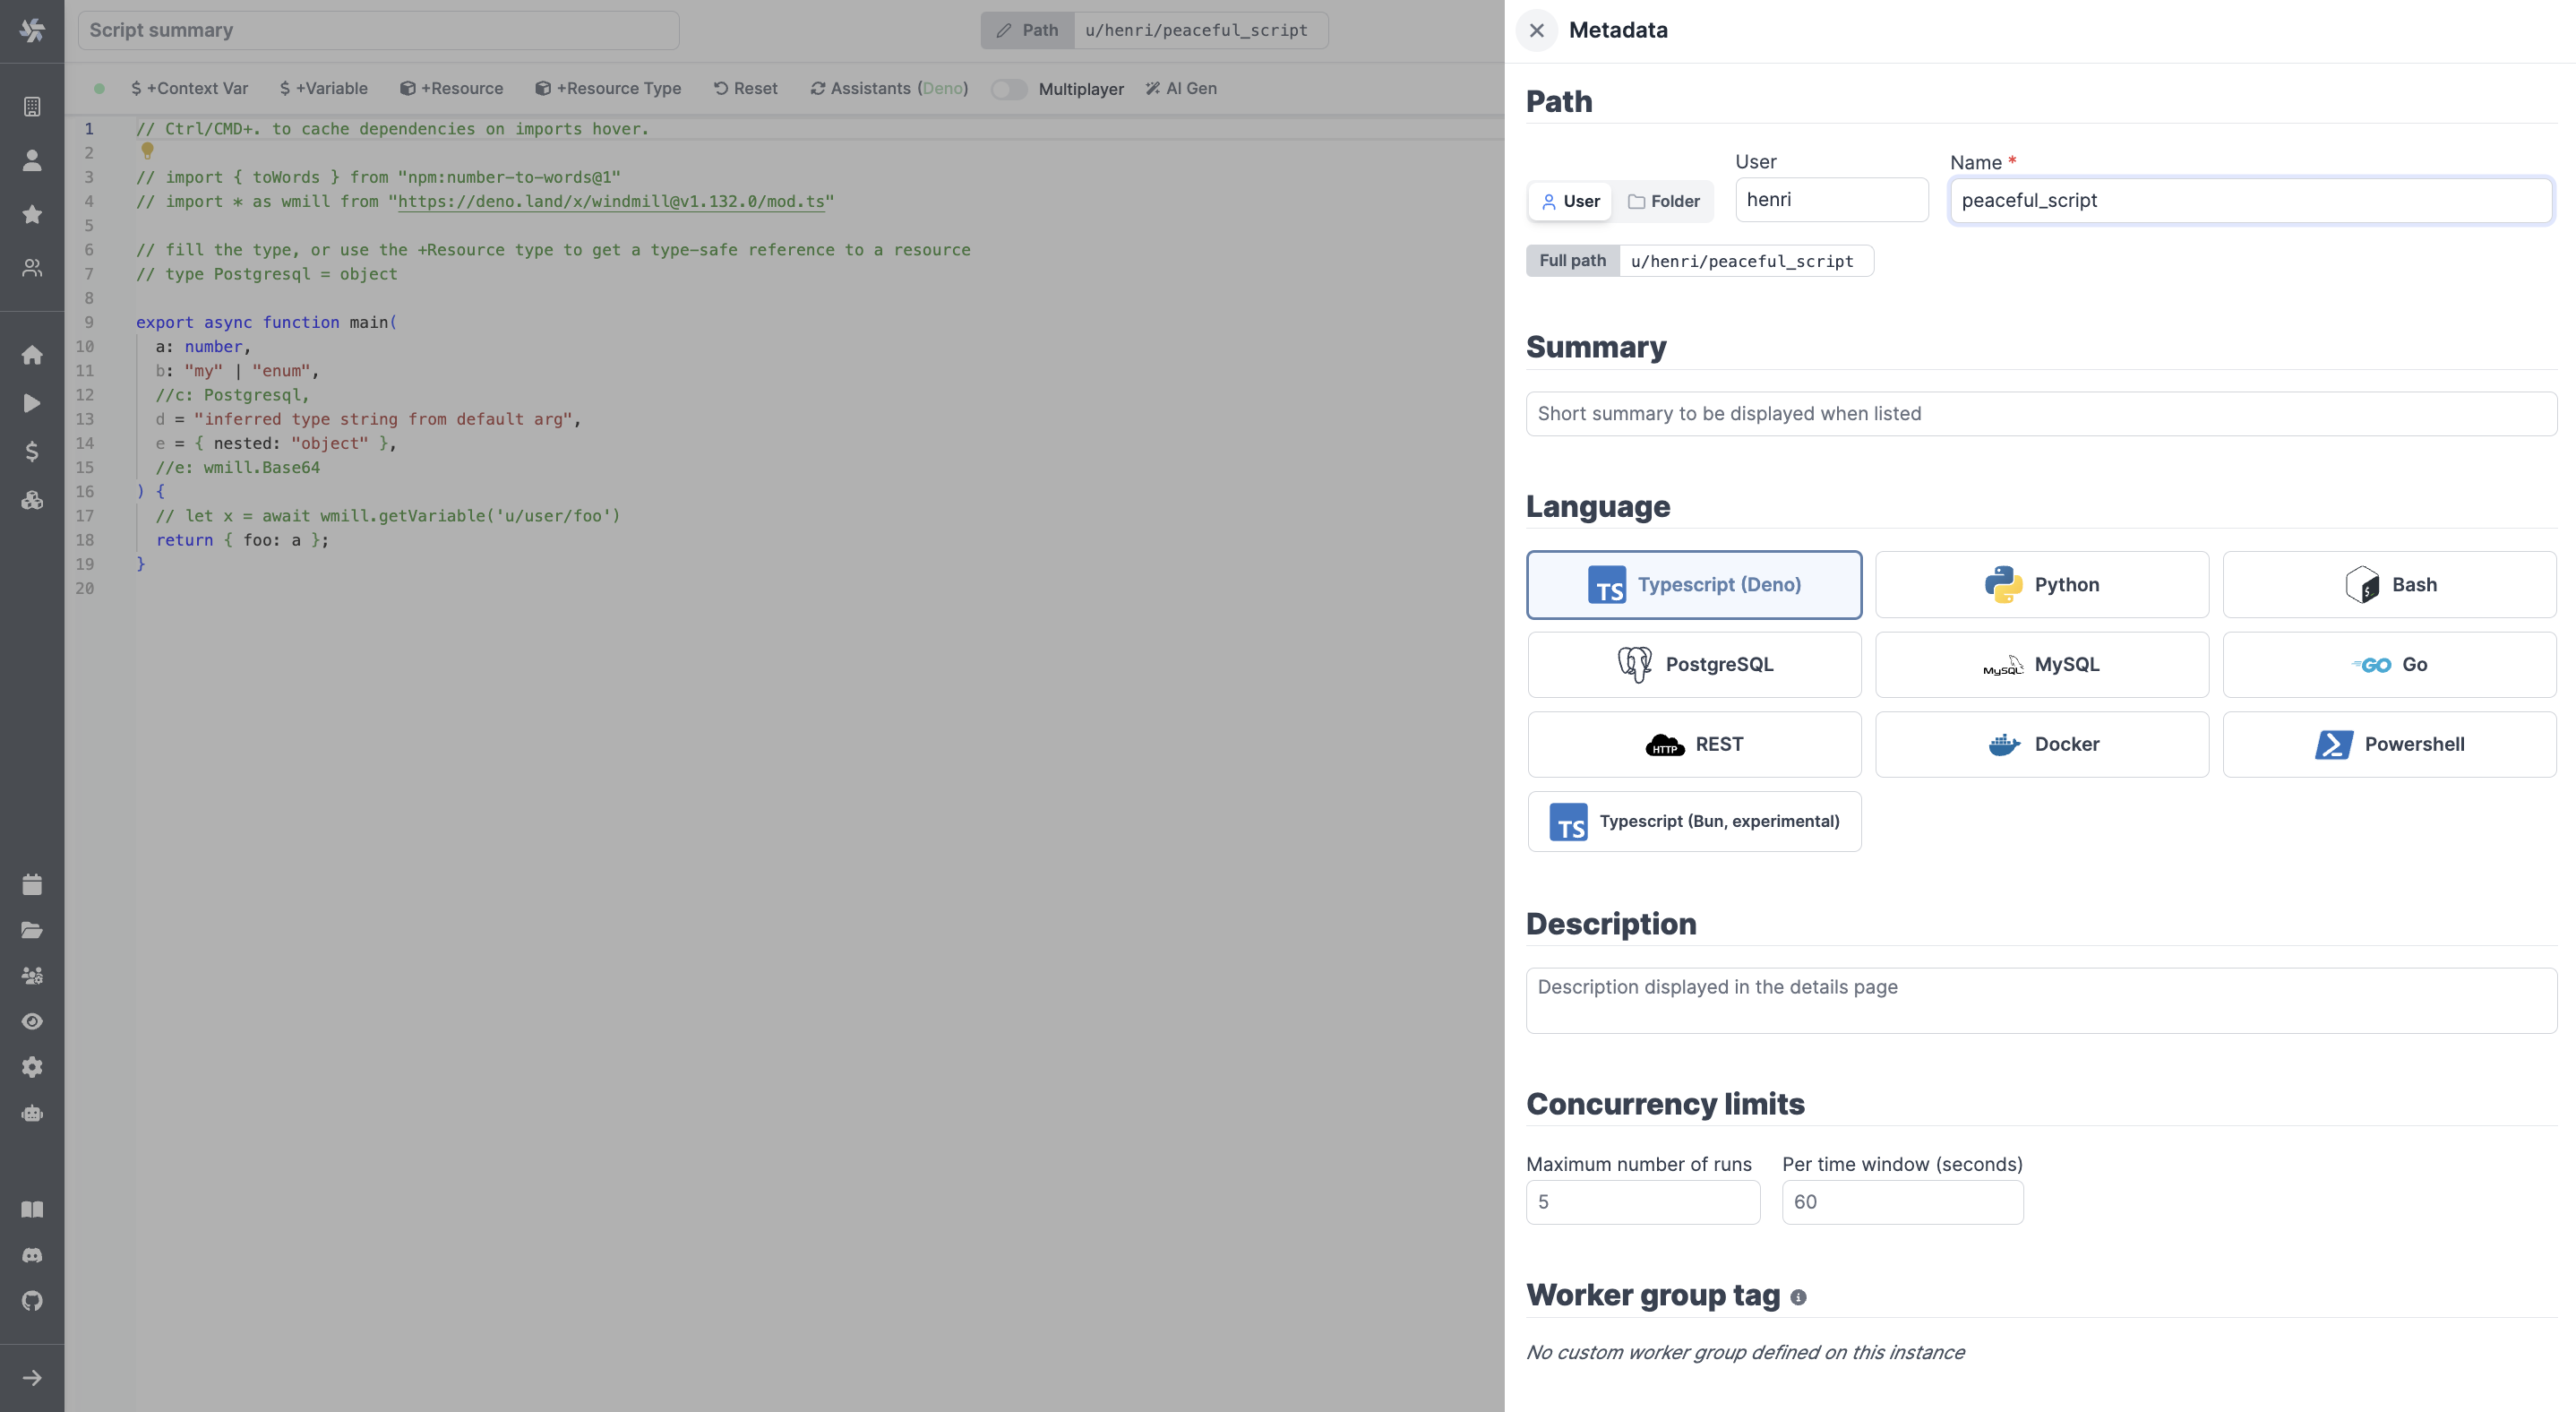 Script summary
Path u/henri/peaceful_script
$ +Context Var $ +Variable +Resource +Resource Type Reset Assistants (Deno) Multiplayer AI Gen
1 // Ctrl/CMD+. to cache dependencies on imports hover.
2
3 // import { toWords } from "npm:number-to-words@1"
4 // import * as wmill from "https://deno.land/x/windmill@v1.132.0/mod.ts"
5
6 // fill the type, or use the +Resource type to get a type-safe reference to a resource
7 // type Postgresql = object
8
9 export async function main(
10 a: number,
11 b: "my" | "enum",
12 //c: Postgresql,
13 d = "inferred type string from default arg",
14 e = { nested: "object" },
15 //e: wmill.Base64
16 ) {
17 // let x = await wmill.getVariable('u/user/foo')
18 return { foo: a };
19 }
20
Metadata
Path
User Folder
User
henri
Name *
peaceful_script
Full path u/henri/peaceful_script
Summary
Short summary to be displayed when listed
Language
TS Typescript (Deno)
Python
Bash
PostgreSQL
MySQL MySQL
GO Go
HTTP REST
Docker
Powershell
TS Typescript (Bun, experimental)
Description
Description displayed in the details page
Concurrency limits
Maximum number of runs Per time window (seconds)
5 60
Worker group tag
No custom worker group defined on this instance